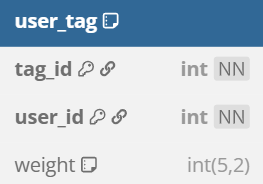 user_tag
tag_id int NN
user_id int NN
weight int(5,2)